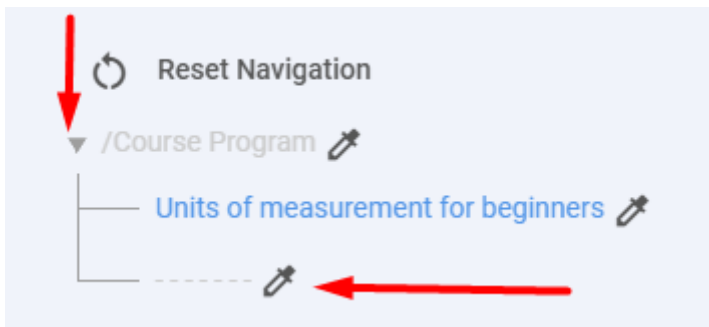 Reset Navigation
/Course Program
Units of measurement for beginners